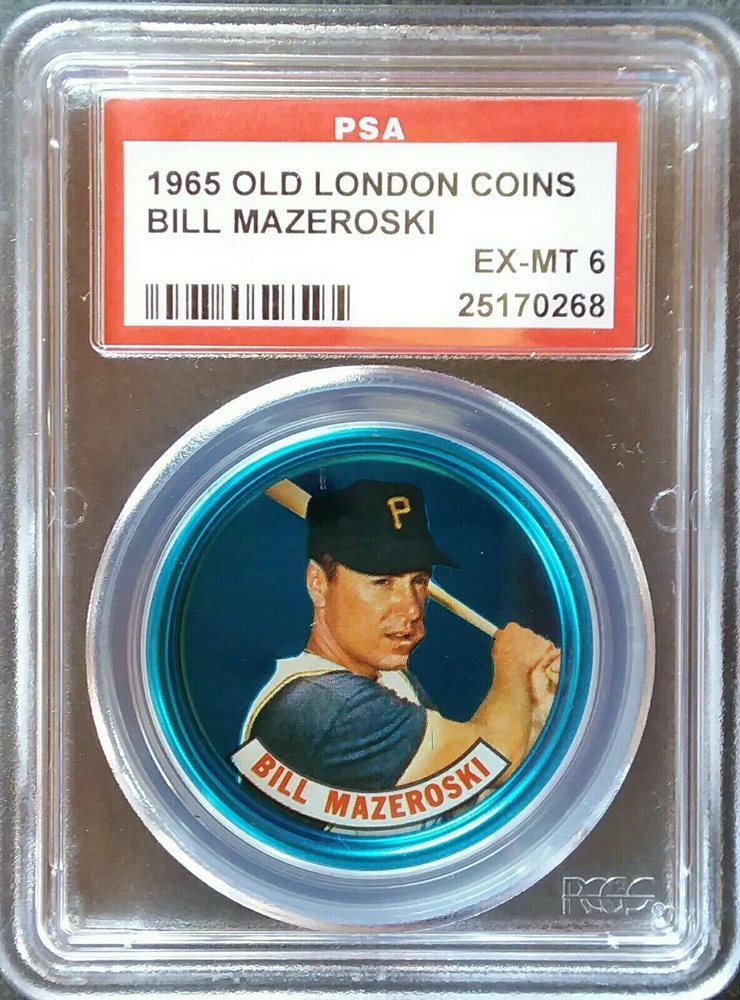 PSA
1965 OLD LONDON COINS
BILL MAZEROSKI
EX-MT 6
25170268
P
BILL MAZEROSKI
PCGS